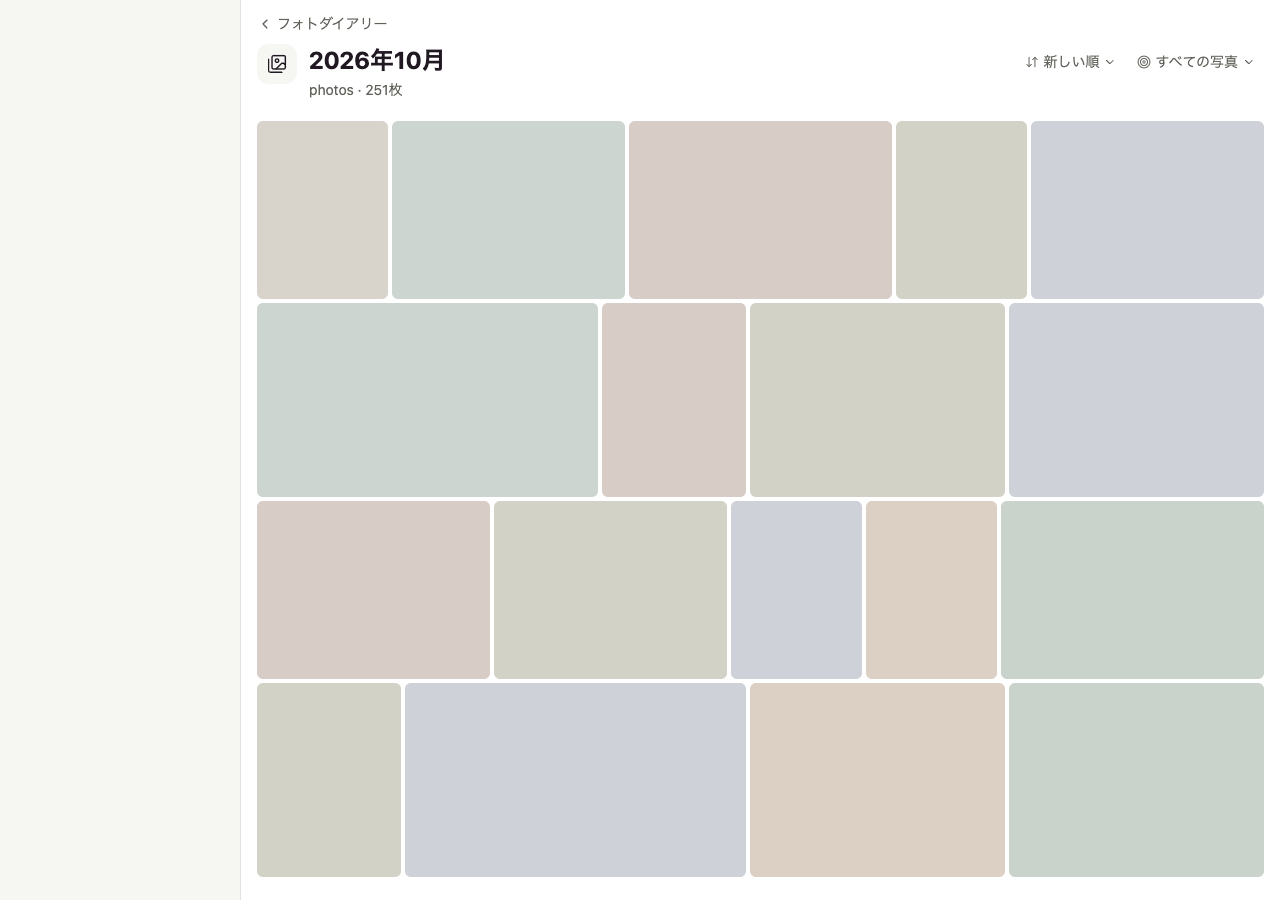 フォトダイアリー
2026年10月
photos · 251枚
新しい順
すべての写真